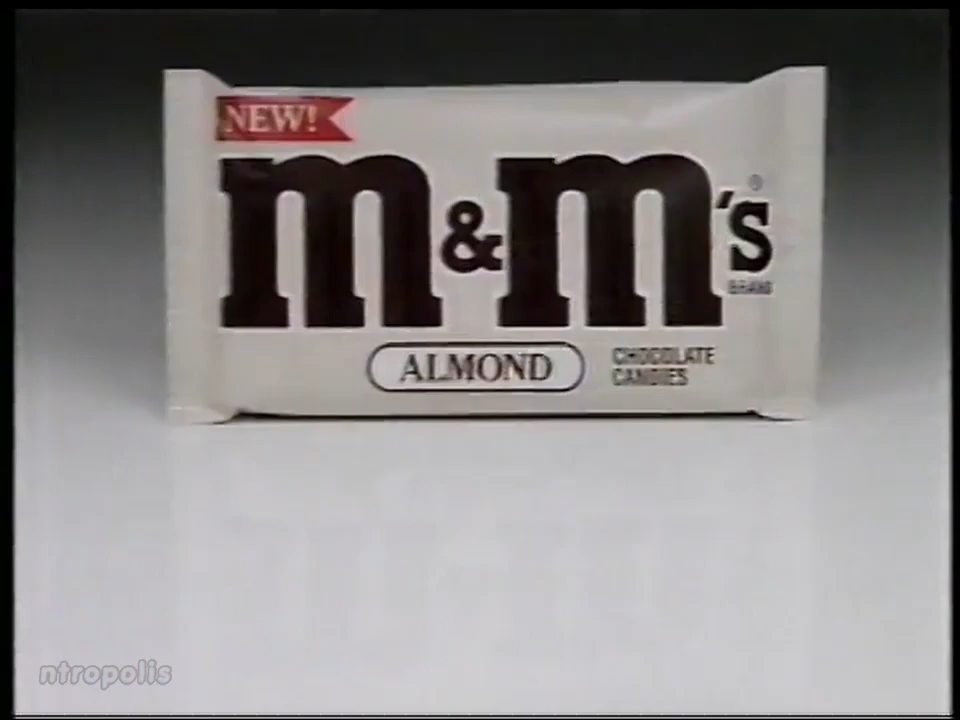 NEW!
m&m's
®
BRAND
ALMOND
CHOCOLATE
CANDIES
ntropolis